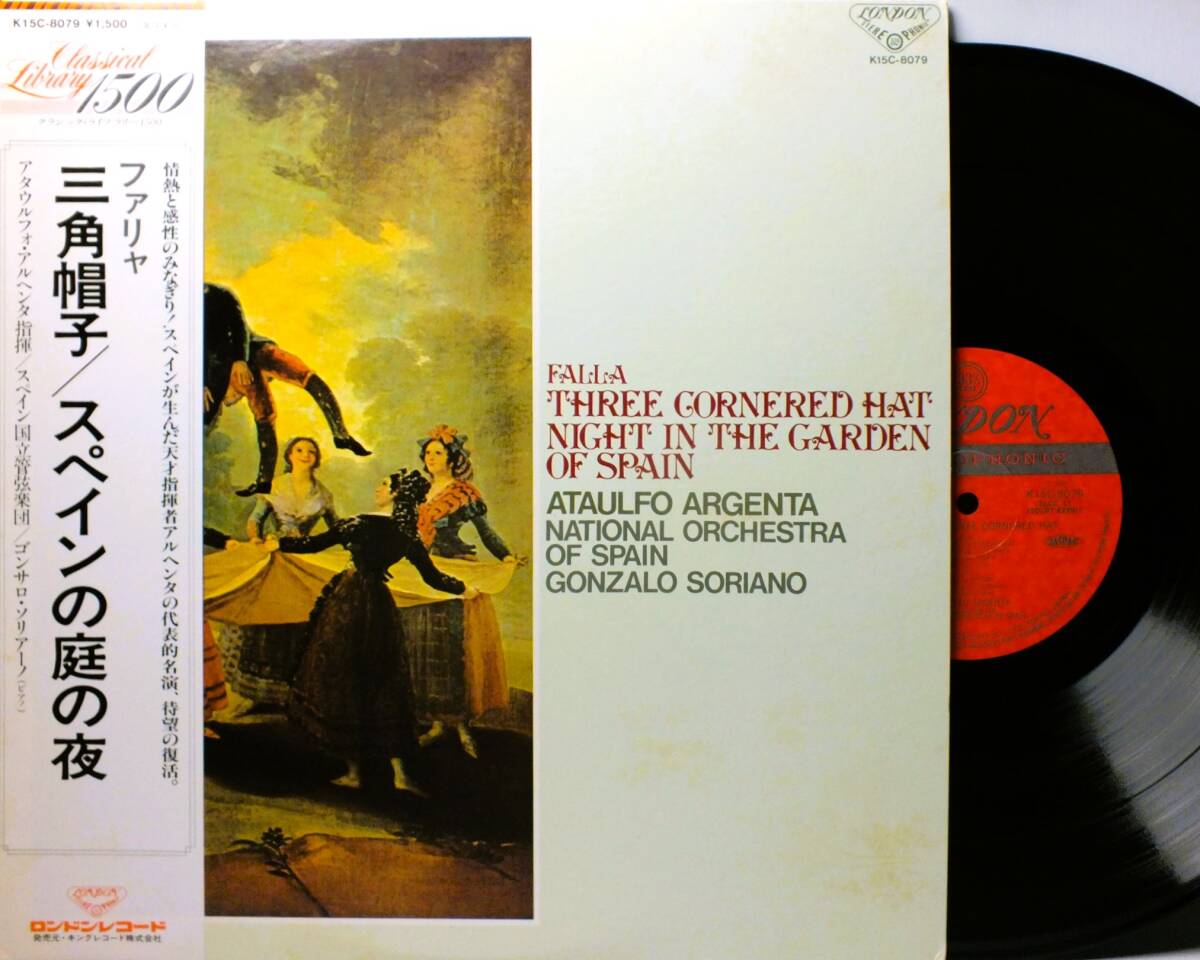 K15C-8079 ¥1,500
Classical
Library
1500
クラシック・ライブラリー1500
情熱と感性のみなぎり!スペインが生んだ天才指揮者アルヘンタの代表的名演、待望の復活。
ファリャ
三角帽子/スペインの庭の夜
アタウルフォ・アルヘンタ指揮/スペイン国立管弦楽団/ゴンサロ・ソリアーノ(ピアノ)
LONDON
ロンドンレコード
発売元・キングレコード株式会社
LONDON
K15C-8079
FALLA
THREE CORNERED HAT
NIGHT IN THE GARDEN
OF SPAIN
ATAULFO ARGENTA
NATIONAL ORCHESTRA
OF SPAIN
GONZALO SORIANO
K15C-8079
CORNERED HAT